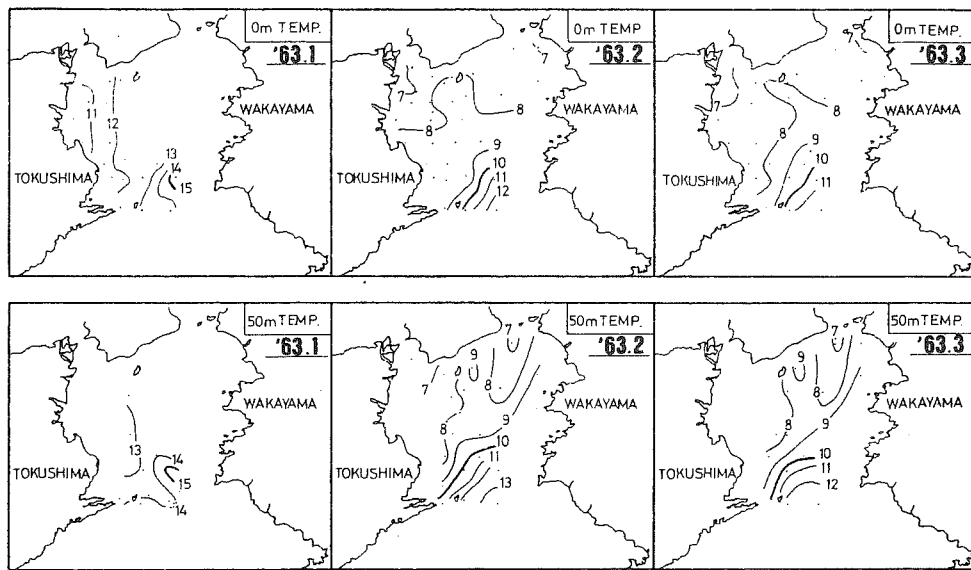 0m TEMP.
'63.1
11
12
13
14
15
TOKUSHIMA
WAKAYAMA
0m TEMP
'63.2
7
7
8
8
9
10
11
12
TOKUSHIMA
WAKAYAMA
0m TEMP.
'63.3
7
7
8
8
9
10
11
TOKUSHIMA
WAKAYAMA
50m TEMP.
'63.1
13
14
15
14
TOKUSHIMA
WAKAYAMA
50m TEMP.
'63.2
7
9
8
7
9
8
10
11
13
TOKUSHIMA
WAKAYAMA
50m TEMP.
'63.3
7
9
8
8
9
10
11
12
TOKUSHIMA
WAKAYAMA